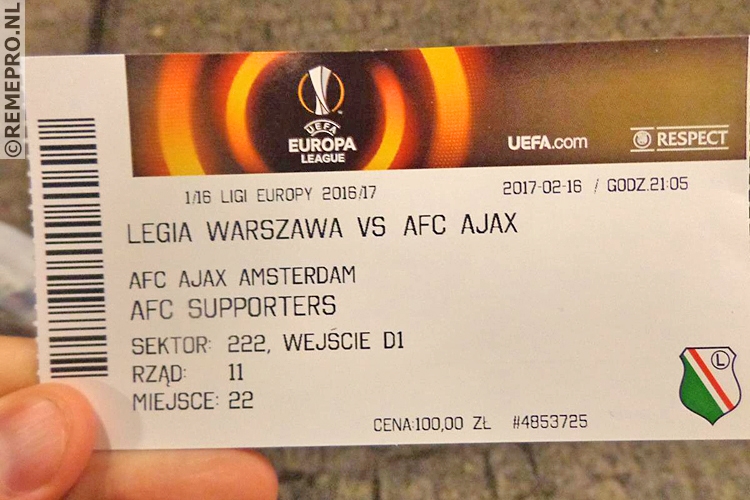 ©REMEPRO.NL
UEFA
EUROPA
LEAGUE
UEFA.com
RESPECT
1/16 LIGI EUROPY 2016/17
2017-02-16 / GODZ.21:05
LEGIA WARSZAWA VS AFC AJAX
AFC AJAX AMSTERDAM
AFC SUPPORTERS
SEKTOR: 222, WEJŚCIE D1
RZĄD: 11
MIEJSCE: 22
CENA:100,00 ZŁ #4853725
L